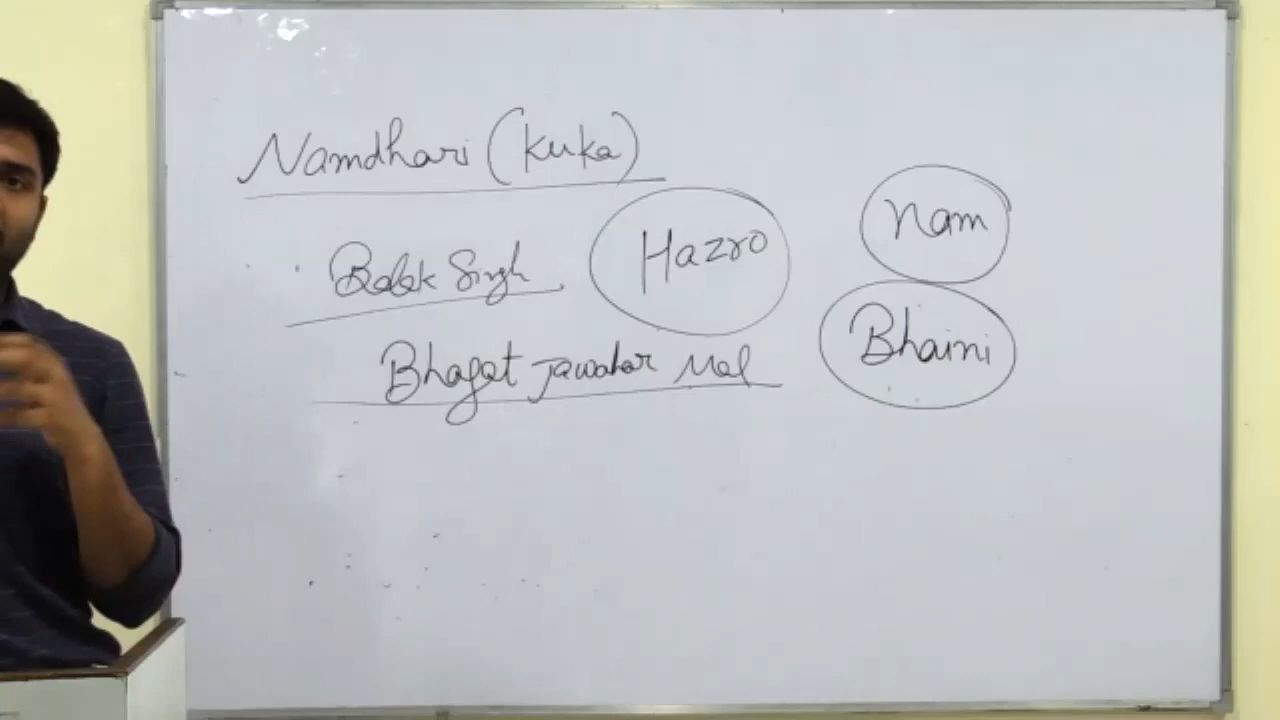 Namdhari (Kuka)
Balak Singh
Hazro
Bhagat Jawahar Mal
Nam
Bhaini